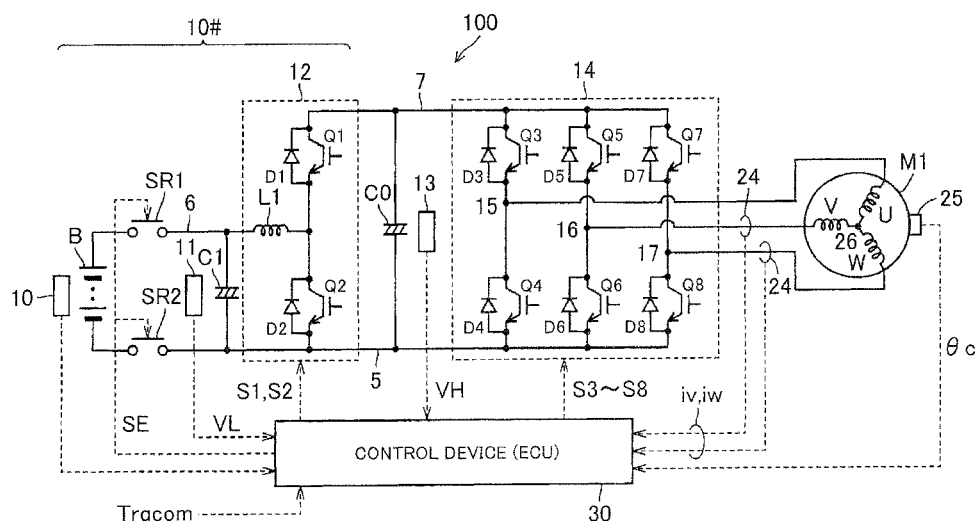 10#
100
12
7
14
Q1
Q3
Q5
Q7
M1
SR1
D1
D3
D5
D7
24
25
6
L1
C0
13
15
V
U
B
11
16
26
W
C1
17
10
SR2
Q2
Q4
Q6
Q8
24
D2
D4
D6
D8
5
θc
S1,S2
VH
S3~S8
iv,iw
SE
VL
CONTROL DEVICE (ECU)
Tracom
30